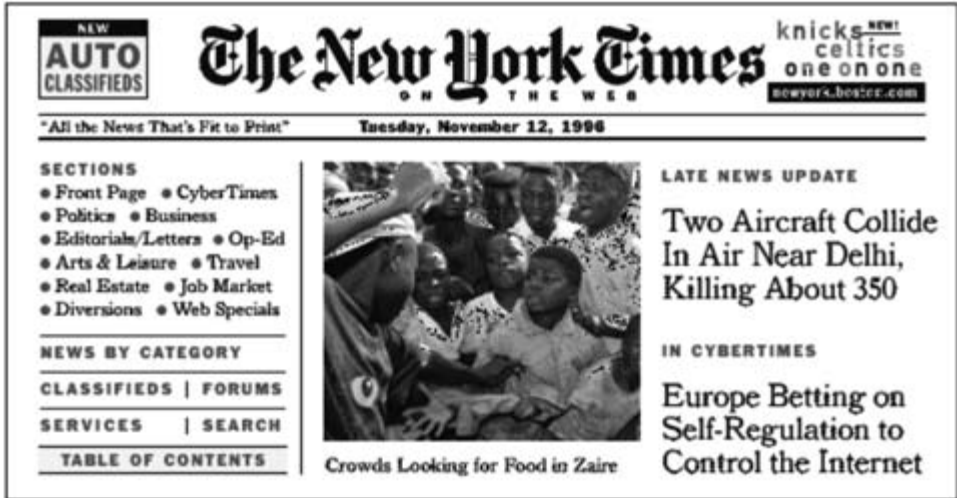 NEW
AUTO
CLASSIFIEDS
The New York Times
ON THE WEB
knicks NEW!
celtics
one on one
newyork.boston.com
"All the News That's Fit to Print"
Tuesday, November 12, 1996
SECTIONS
● Front Page ● CyberTimes
● Politics ● Business
● Editorials/Letters ● Op-Ed
● Arts & Leisure ● Travel
● Real Estate ● Job Market
● Diversions ● Web Specials
NEWS BY CATEGORY
CLASSIFIEDS | FORUMS
SERVICES | SEARCH
TABLE OF CONTENTS
Crowds Looking for Food in Zaire
LATE NEWS UPDATE
Two Aircraft Collide
In Air Near Delhi,
Killing About 350
IN CYBERTIMES
Europe Betting on
Self-Regulation to
Control the Internet